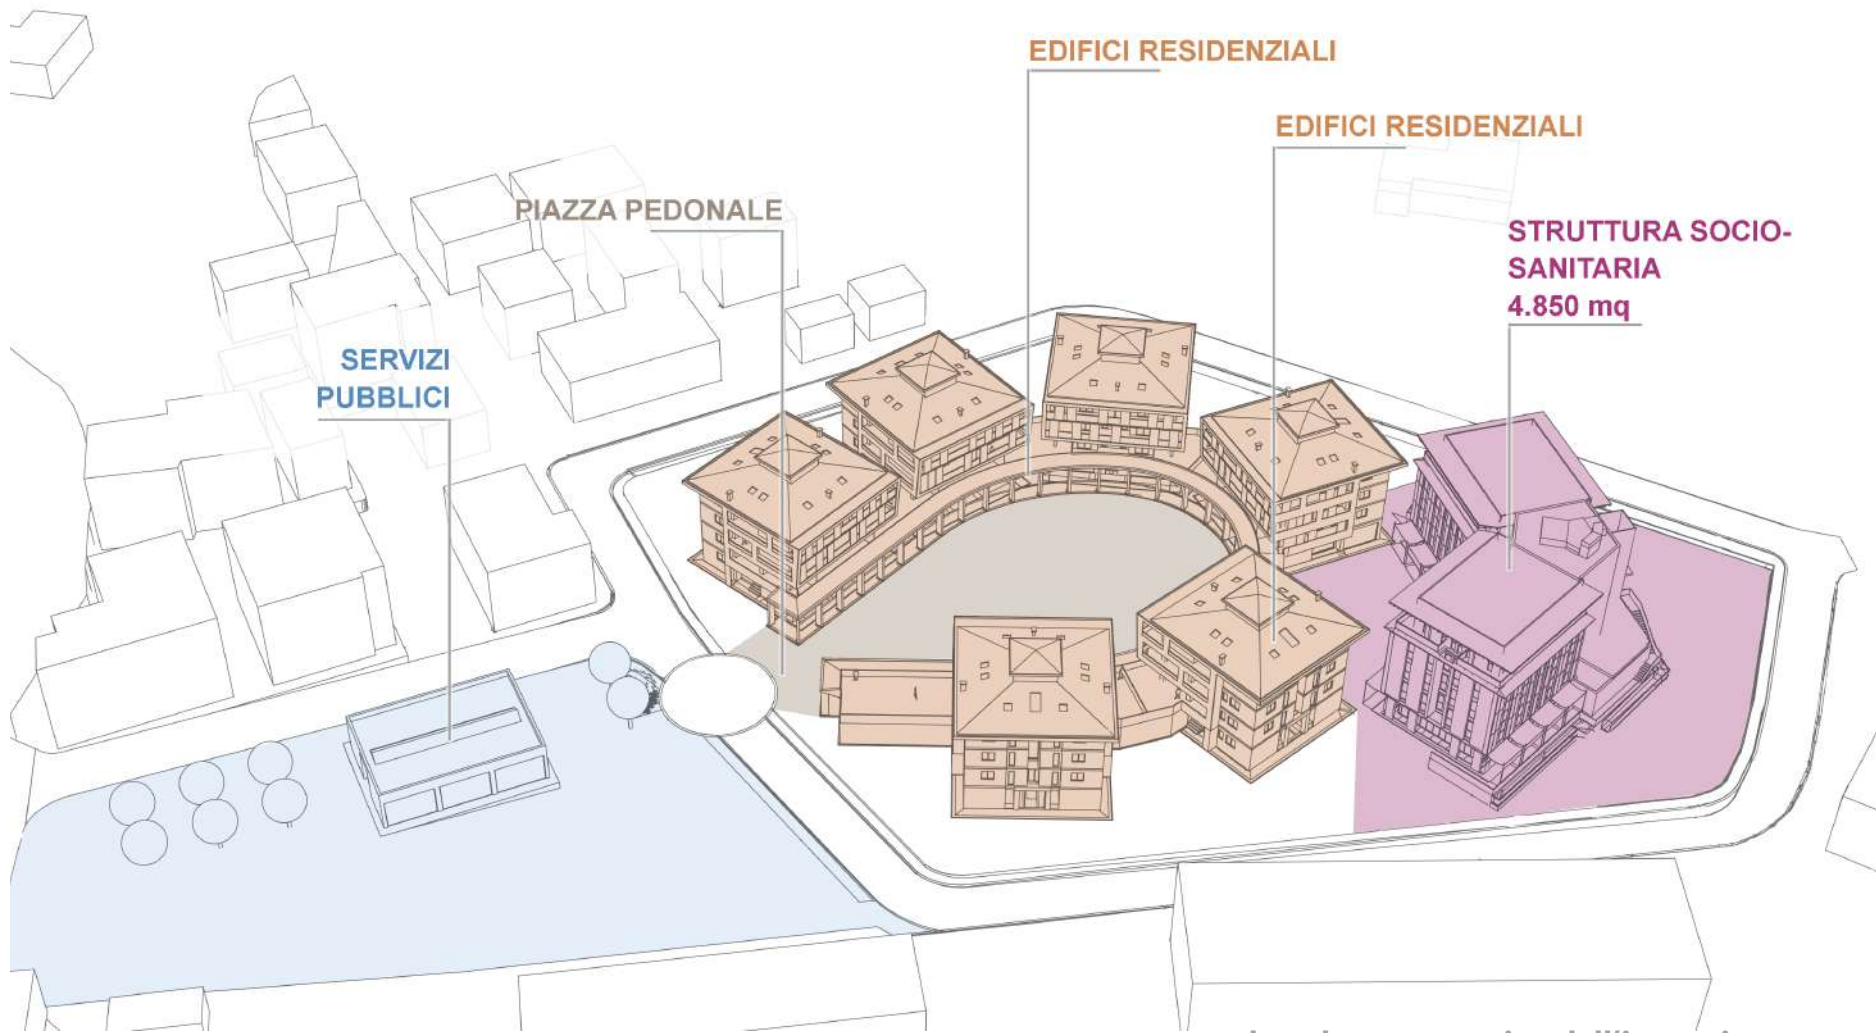 EDIFICI RESIDENZIALI
EDIFICI RESIDENZIALI
PIAZZA PEDONALE
STRUTTURA SOCIO-
SANITARIA
4.850 mq
SERVIZI
PUBBLICI